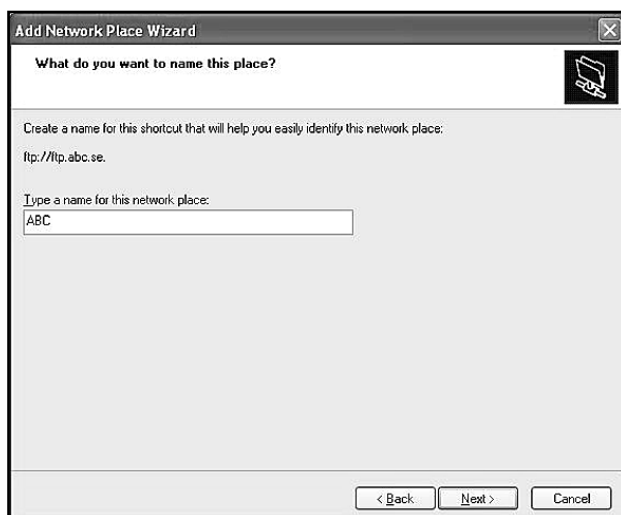 Add Network Place Wizard
What do you want to name this place?
Create a name for this shortcut that will help you easily identify this network place:
ftp://ftp.abc.se.
Type a name for this network place:
ABC
< Back
Next >
Cancel